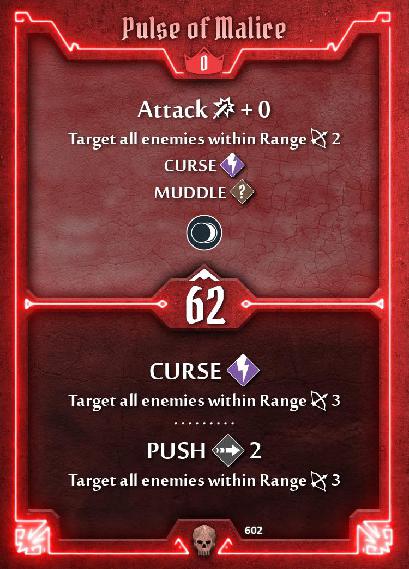 Pulse of Malice
0
Attack + 0
Target all enemies within Range 2
CURSE
MUDDLE ?
62
CURSE
Target all enemies within Range 3
PUSH 2
Target all enemies within Range 3
602